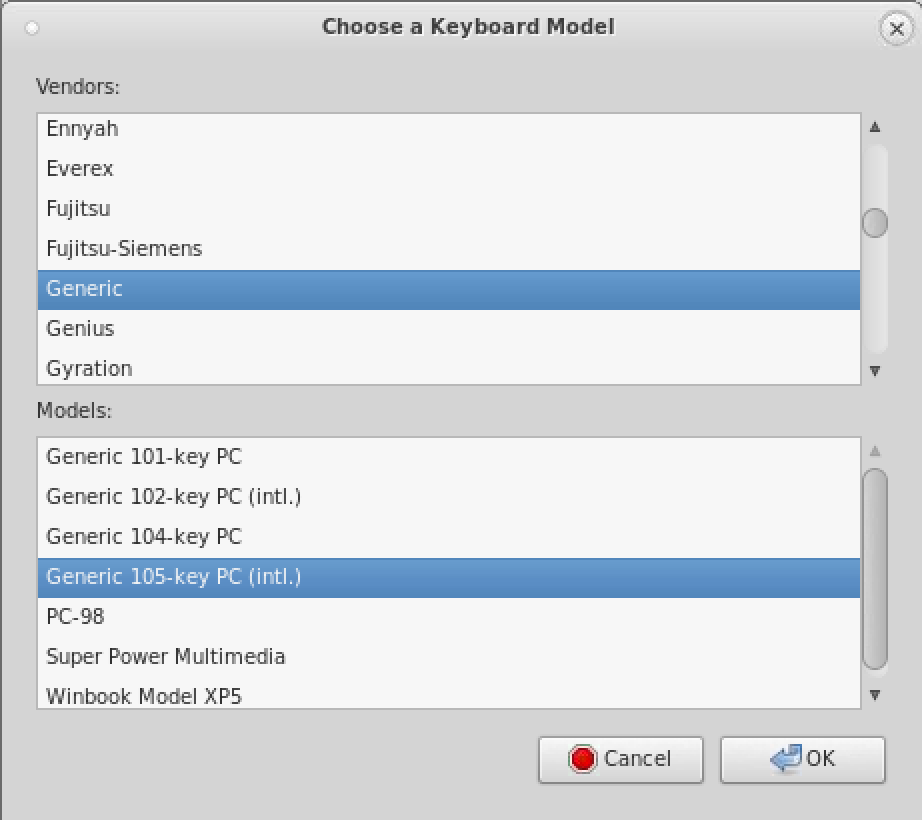 Choose a Keyboard Model
Vendors:
Ennyah
Everex
Fujitsu
Fujitsu-Siemens
Generic
Genius
Gyration
Models:
Generic 101-key PC
Generic 102-key PC (intl.)
Generic 104-key PC
Generic 105-key PC (intl.)
PC-98
Super Power Multimedia
Winbook Model XP5
Cancel OK